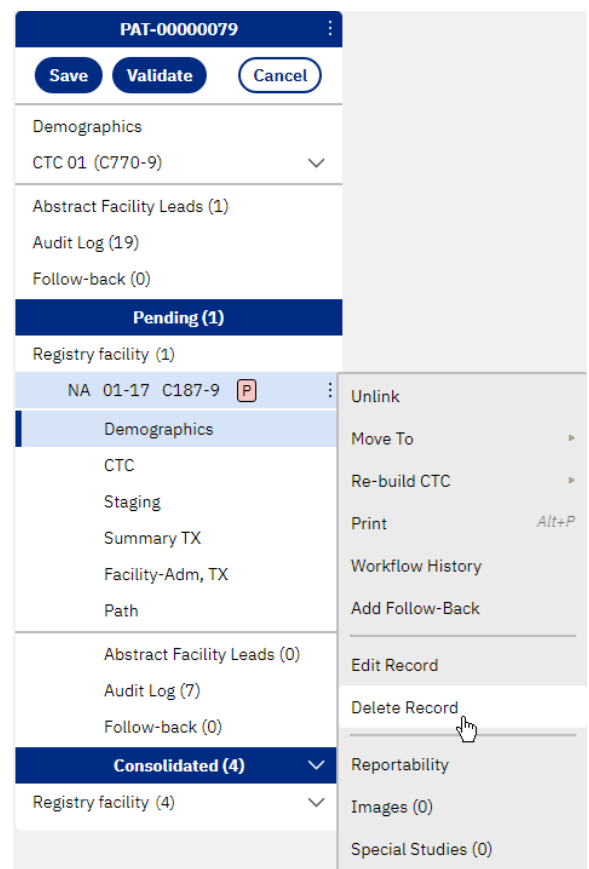 PAT-00000079
Save Validate Cancel
Demographics
CTC 01 (C770-9)
Abstract Facility Leads (1)
Audit Log (19)
Follow-back (0)
Pending (1)
Registry facility (1)
NA 01-17 C187-9 P
Demographics
CTC
Staging
Summary TX
Facility-Adm, TX
Path
Abstract Facility Leads (0)
Audit Log (7)
Follow-back (0)
Consolidated (4)
Registry facility (4)
Unlink
Move To
Re-build CTC
Print Alt+P
Workflow History
Add Follow-Back
Edit Record
Delete Record
Reportability
Images (0)
Special Studies (0)